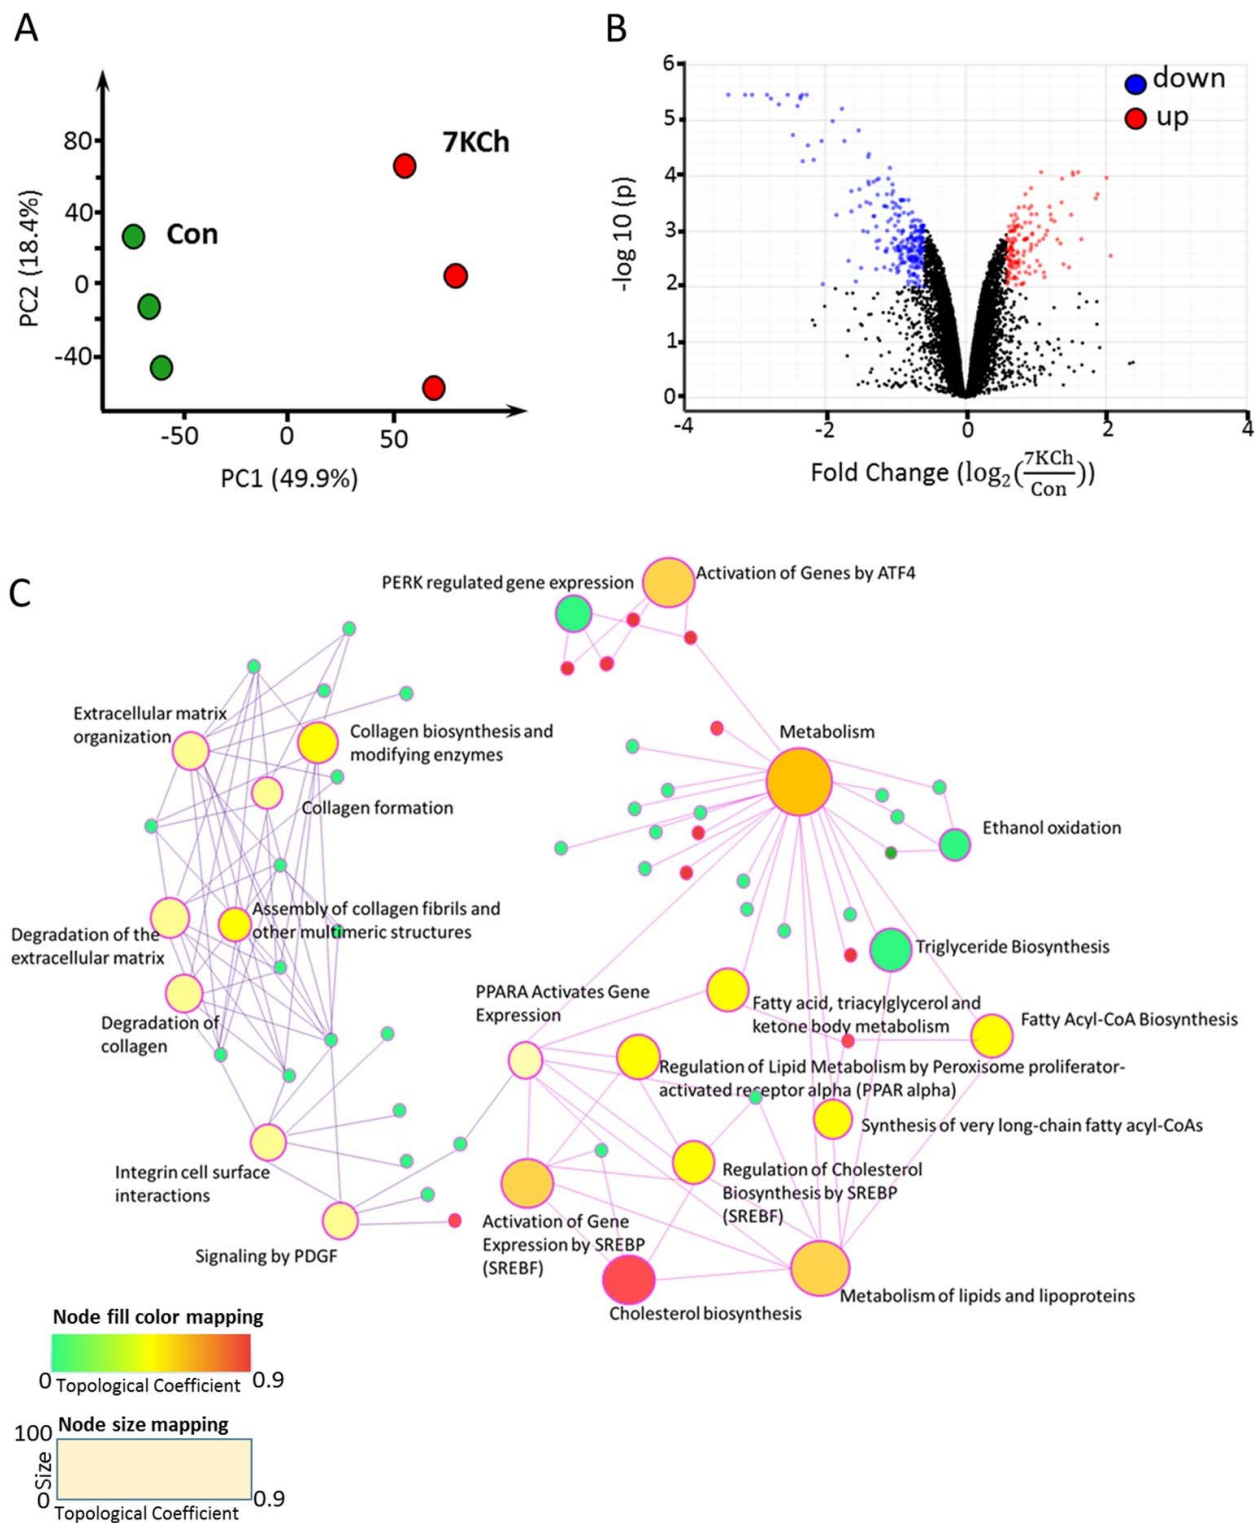 A
80
40
0
-40
PC2 (18.4%)
Con
7KCh
-50
0
50
PC1 (49.9%)
B
6
5
4
3
2
1
0
-log 10 (p)
down
up
-4
-2
0
2
4
Fold Change (log₂(7KCh/Con))
C
PERK regulated gene expression
Activation of Genes by ATF4
Extracellular matrix
organization
Collagen biosynthesis and
modifying enzymes
Collagen formation
Metabolism
Ethanol oxidation
Assembly of collagen fibrils and
other multimeric structures
Degradation of the
extracellular matrix
Degradation of
collagen
Triglyceride Biosynthesis
PPARA Activates Gene
Expression
Fatty acid, triacylglycerol and
ketone body metabolism
Fatty Acyl-CoA Biosynthesis
Regulation of Lipid Metabolism by Peroxisome proliferator-
activated receptor alpha (PPAR alpha)
Synthesis of very long-chain fatty acyl-CoAs
Integrin cell surface
interactions
Regulation of Cholesterol
Biosynthesis by SREBP
(SREBF)
Signaling by PDGF
Activation of Gene
Expression by SREBP
(SREBF)
Cholesterol biosynthesis
Metabolism of lipids and lipoproteins
Node fill color mapping
0
Topological Coefficient
0.9
Node size mapping
100
Size
0
0.9
Topological Coefficient